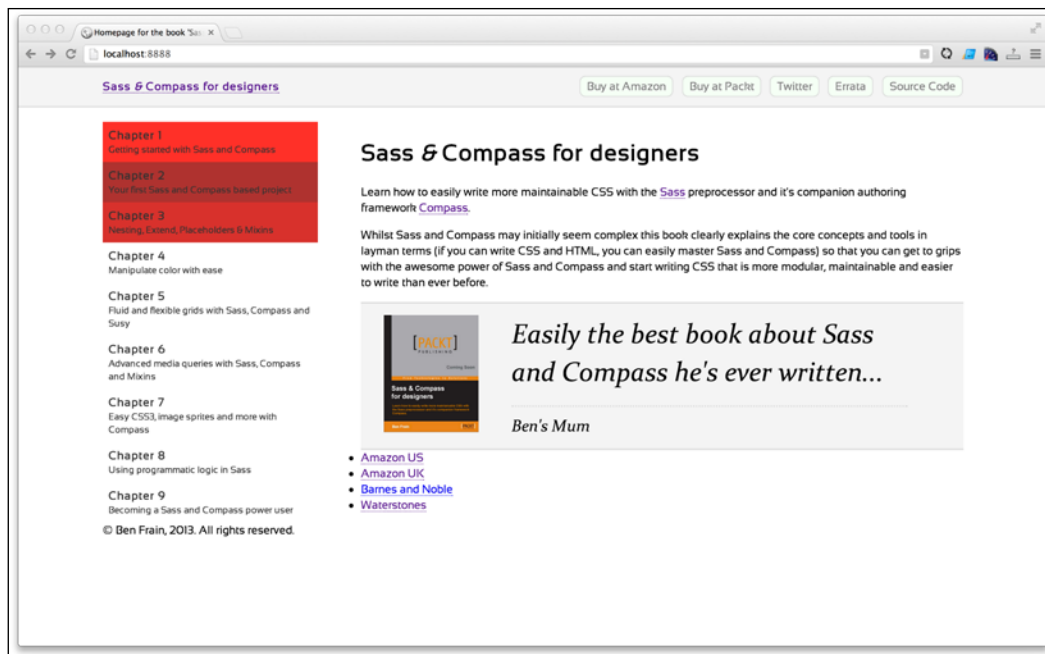 Homepage for the book 'Sas
localhost:8888
Sass & Compass for designers
Buy at Amazon
Buy at Packt
Twitter
Errata
Source Code
Chapter 1
Getting started with Sass and Compass
Chapter 2
Your first Sass and Compass based project
Chapter 3
Nesting, Extend, Placeholders & Mixins
Chapter 4
Manipulate color with ease
Chapter 5
Fluid and flexible grids with Sass, Compass and
Susy
Chapter 6
Advanced media queries with Sass, Compass
and Mixins
Chapter 7
Easy CSS3, image sprites and more with
Compass
Chapter 8
Using programmatic logic in Sass
Chapter 9
Becoming a Sass and Compass power user
© Ben Frain, 2013. All rights reserved.
Sass & Compass for designers
Learn how to easily write more maintainable CSS with the Sass preprocessor and it's companion authoring
framework Compass.
Whilst Sass and Compass may initially seem complex this book clearly explains the core concepts and tools in
layman terms (if you can write CSS and HTML, you can easily master Sass and Compass) so that you can get to grips
with the awesome power of Sass and Compass and start writing CSS that is more modular, maintainable and easier
to write than ever before.
[PACKT]
PUBLISHING
Coming Soon
Sass & Compass
for designers
Ben Frain
Easily the best book about Sass
and Compass he's ever written...
Ben's Mum
Amazon US
Amazon UK
Barnes and Noble
Waterstones